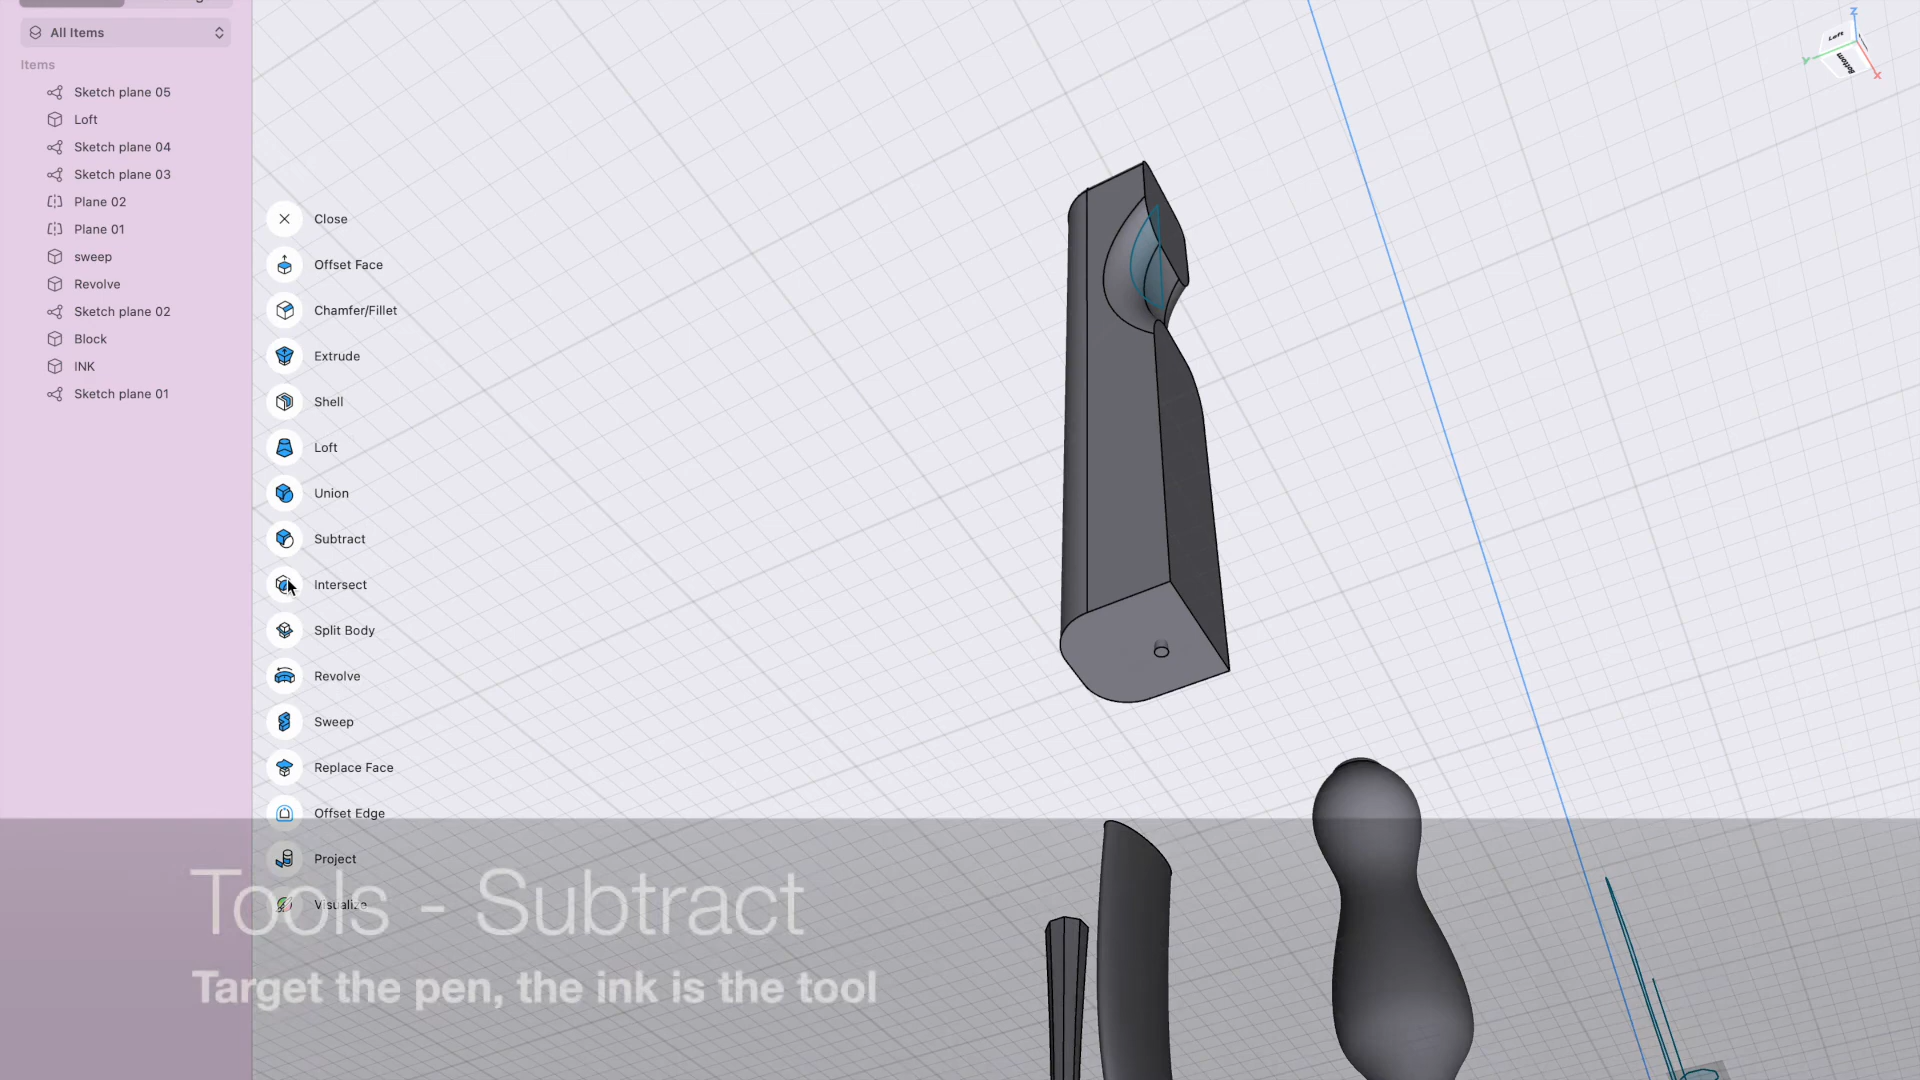 All Items
Items
Sketch plane 05
Loft
Sketch plane 04
Sketch plane 03
Plane 02
Plane 01
sweep
Revolve
Sketch plane 02
Block
INK
Sketch plane 01
Close
Offset Face
Chamfer/Fillet
Extrude
Shell
Loft
Union
Subtract
Intersect
Split Body
Revolve
Sweep
Replace Face
Offset Edge
Project
Visualize
Tools - Subtract
Target the pen, the ink is the tool
Z
Left
Y
Bottom
X